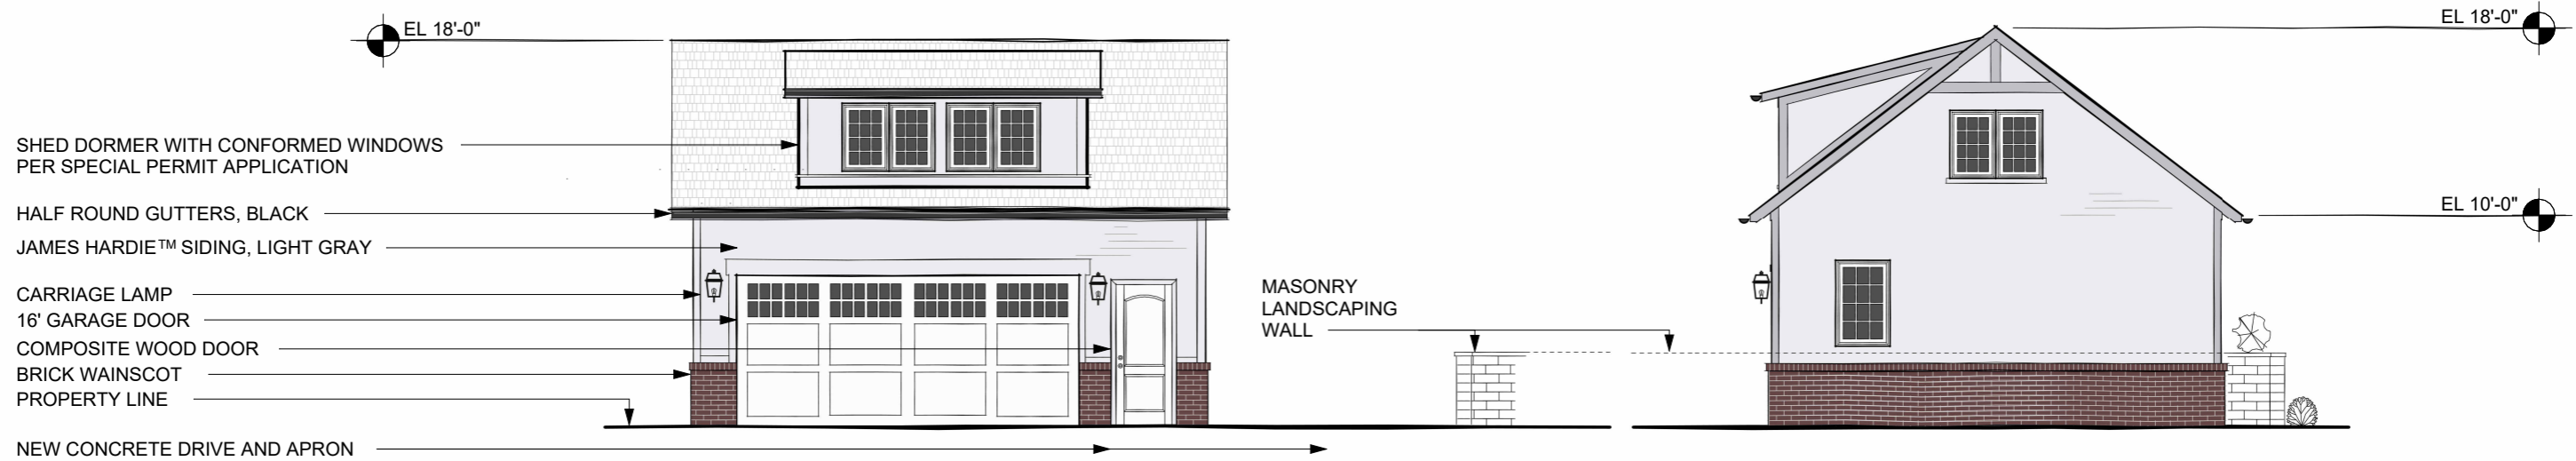 EL 18'-0"
SHED DORMER WITH CONFORMED WINDOWS
PER SPECIAL PERMIT APPLICATION
HALF ROUND GUTTERS, BLACK
JAMES HARDIE™ SIDING, LIGHT GRAY
CARRIAGE LAMP
16' GARAGE DOOR
COMPOSITE WOOD DOOR
BRICK WAINSCOT
PROPERTY LINE
NEW CONCRETE DRIVE AND APRON
MASONRY
LANDSCAPING
WALL
EL 18'-0"
EL 10'-0"